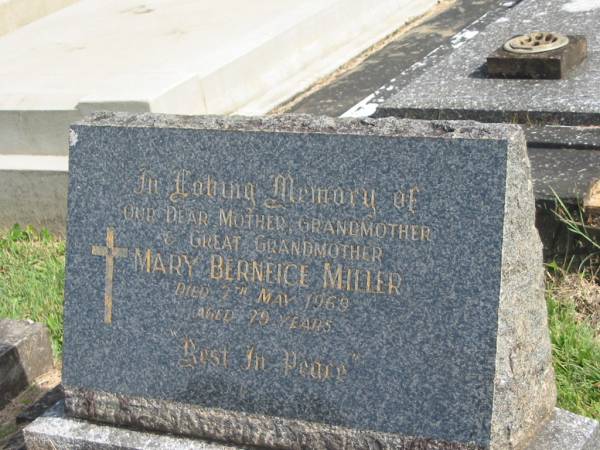 In Loving Memory of
OUR DEAR MOTHER, GRANDMOTHER
& GREAT GRANDMOTHER
MARY BERNEICE MILLER
DIED 7TH MAY 1969
AGED 79 YEARS
"Rest In Peace"